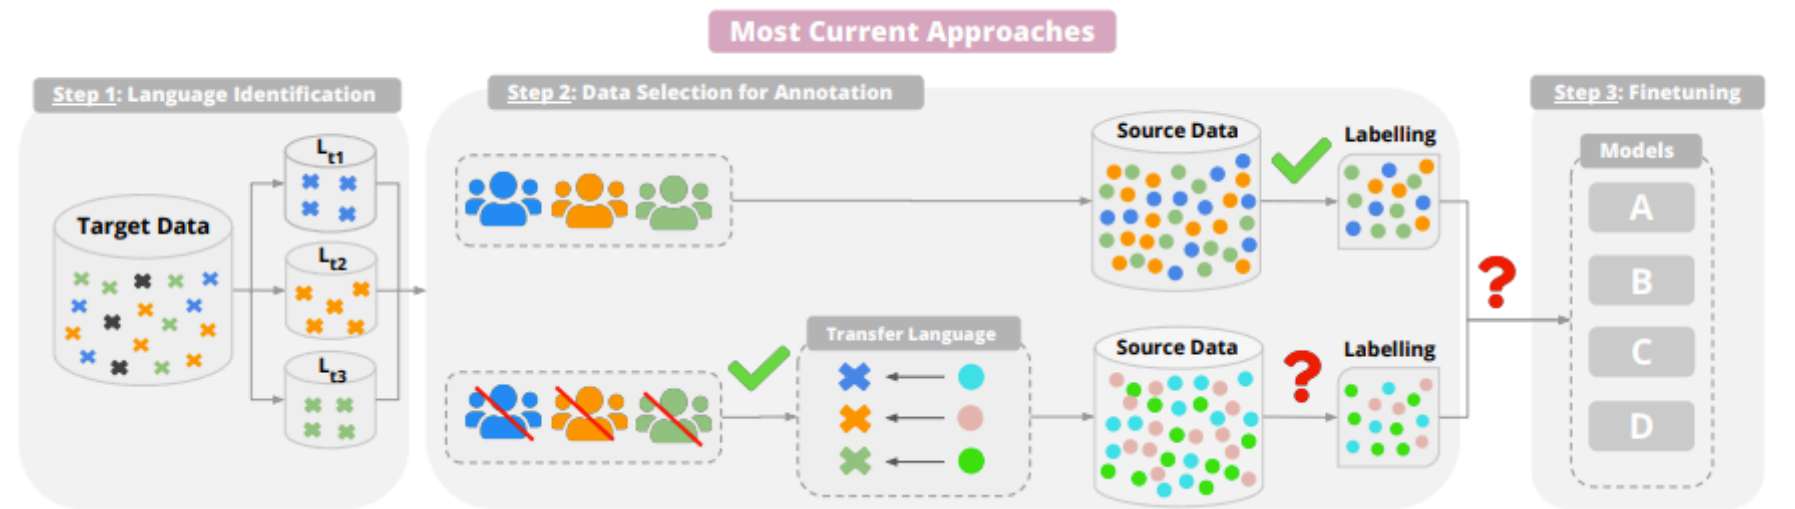 Most Current Approaches
Step 1: Language Identification
Target Data
Lt1
Lt2
Lt3
Step 2: Data Selection for Annotation
Source Data
Labelling
?
Transfer Language
Source Data
?
Labelling
Step 3: Finetuning
Models
A
B
C
D